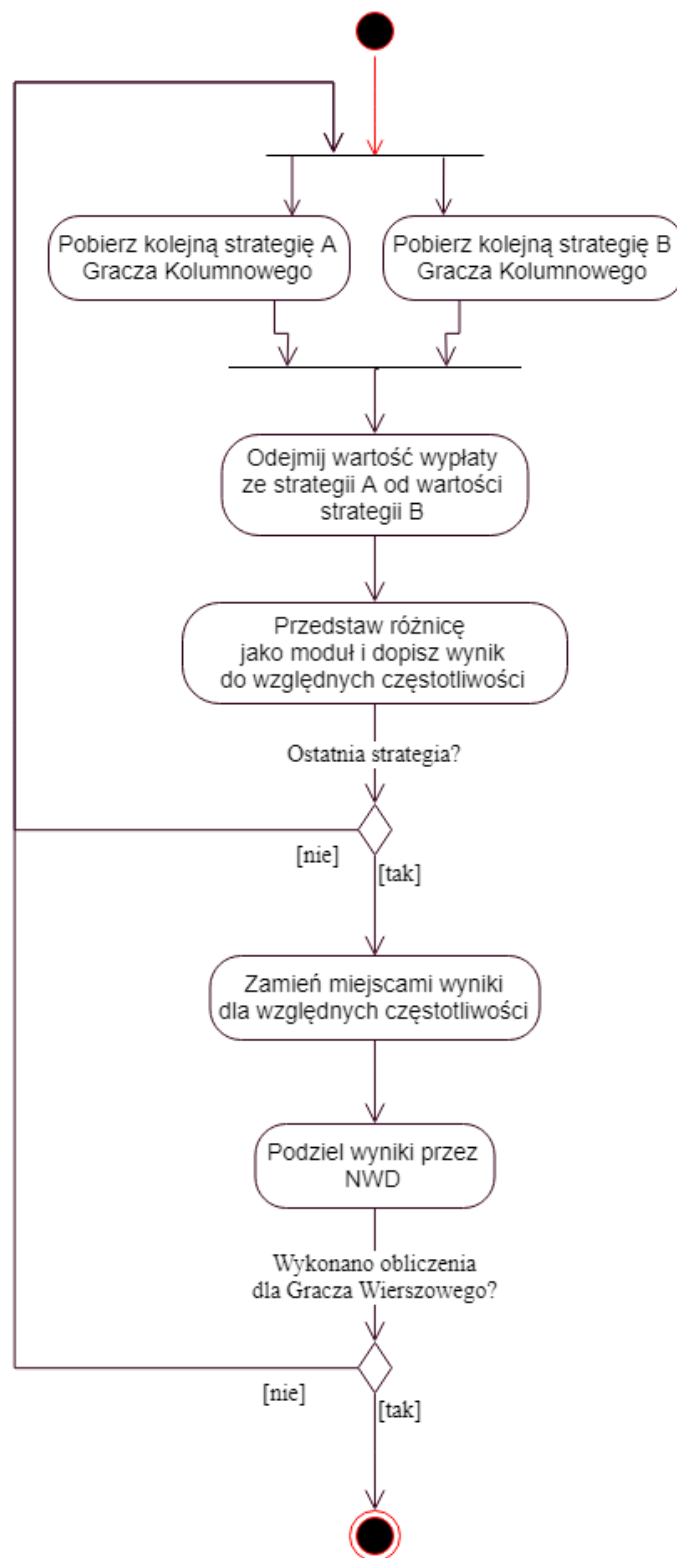 Pobierz kolejną strategię A
Gracza Kolumnowego
Pobierz kolejną strategię B
Gracza Kolumnowego
Odejmij wartość wypłaty
ze strategii A od wartości
strategii B
Przedstaw różnicę
jako moduł i dopisz wynik
do względnych częstotliwości
Ostatnia strategia?
[nie]
[tak]
Zamień miejscami wyniki
dla względnych częstotliwości
Podziel wyniki przez
NWD
Wykonano obliczenia
dla Gracza Wierszowego?
[nie]
[tak]